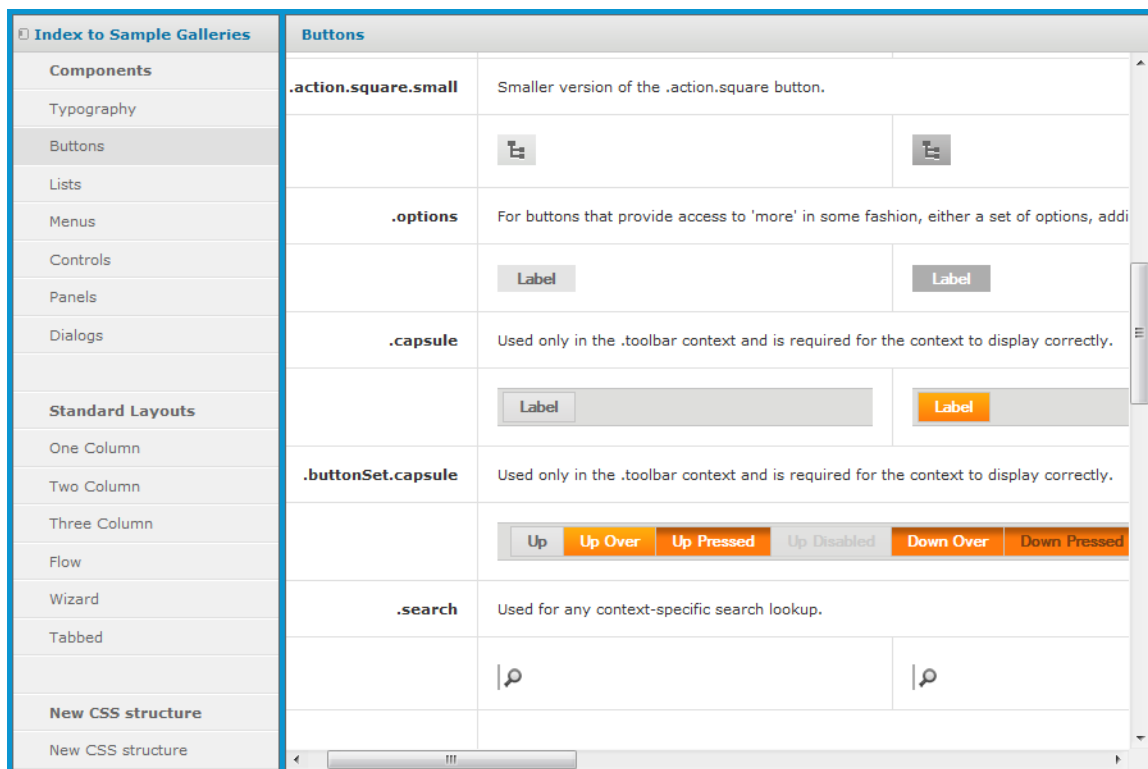 Index to Sample Galleries
Components
Typography
Buttons
Lists
Menus
Controls
Panels
Dialogs
Standard Layouts
One Column
Two Column
Three Column
Flow
Wizard
Tabbed
New CSS structure
New CSS structure
Buttons
.action.square.small Smaller version of the .action.square button.
.options For buttons that provide access to 'more' in some fashion, either a set of options, addi
Label Label
.capsule Used only in the .toolbar context and is required for the context to display correctly.
Label Label
.buttonSet.capsule Used only in the .toolbar context and is required for the context to display correctly.
Up Up Over Up Pressed Up Disabled Down Over Down Pressed
.search Used for any context-specific search lookup.